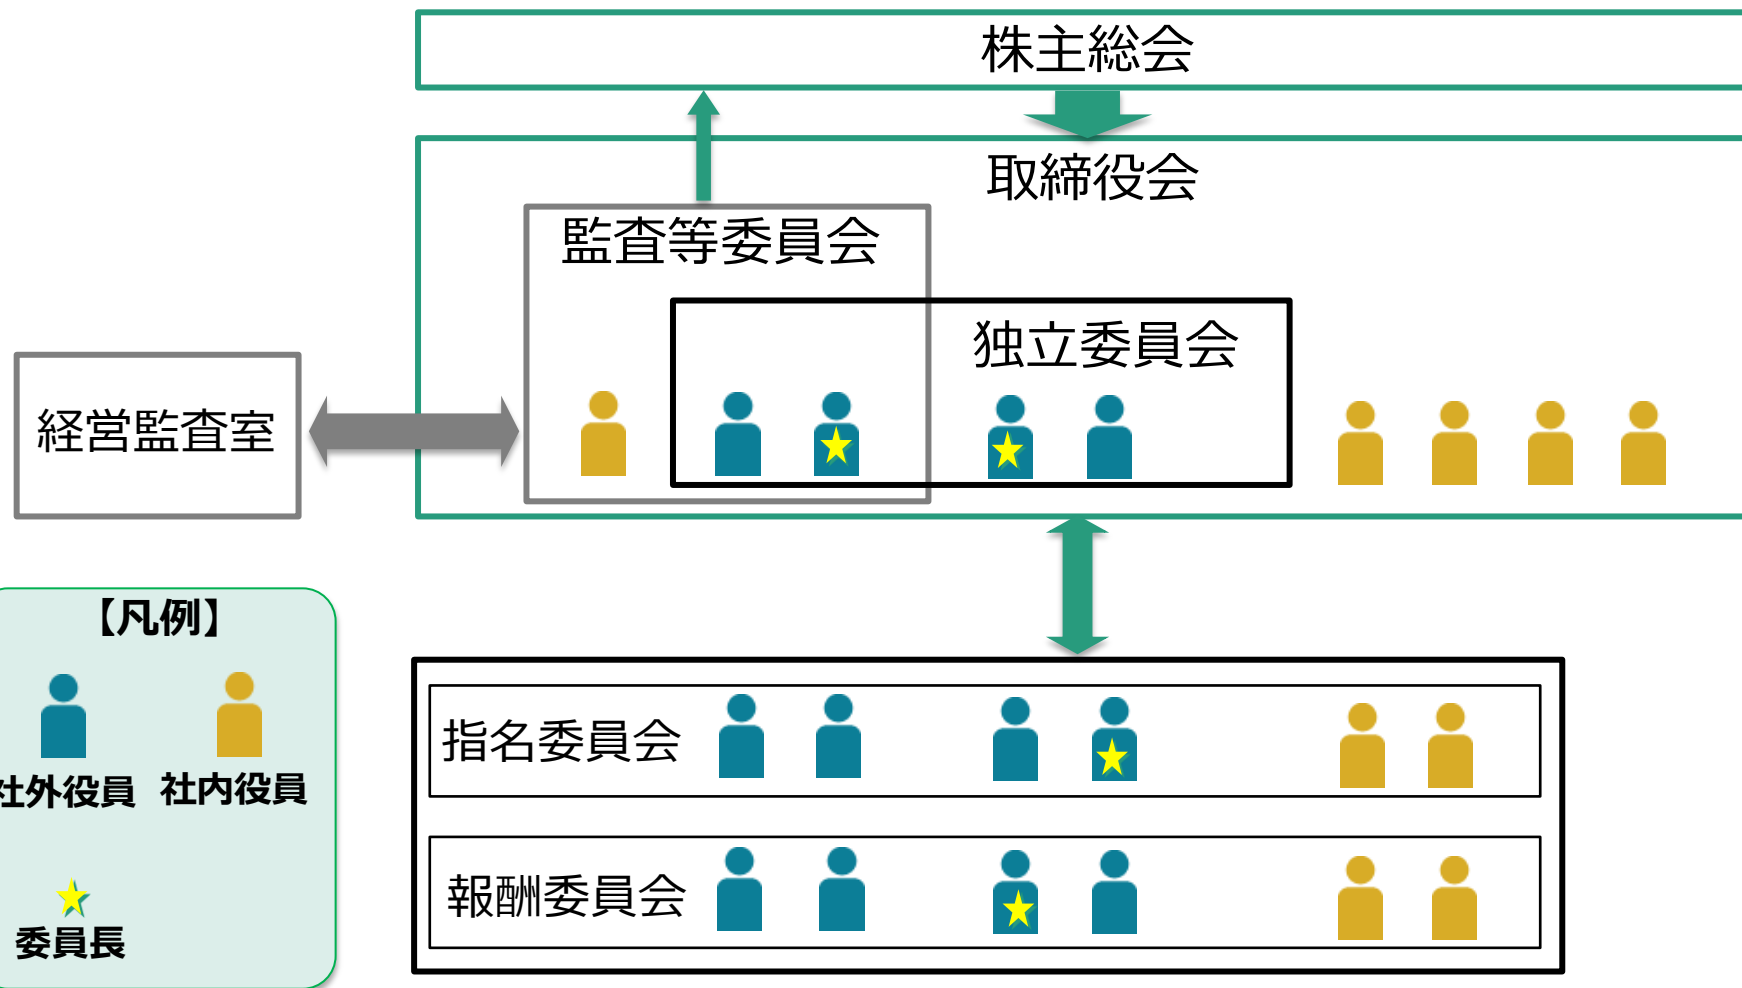 株主総会
取締役会
監査等委員会
独立委員会
経営監査室
【凡例】
社外役員
社内役員
委員長
指名委員会
報酬委員会